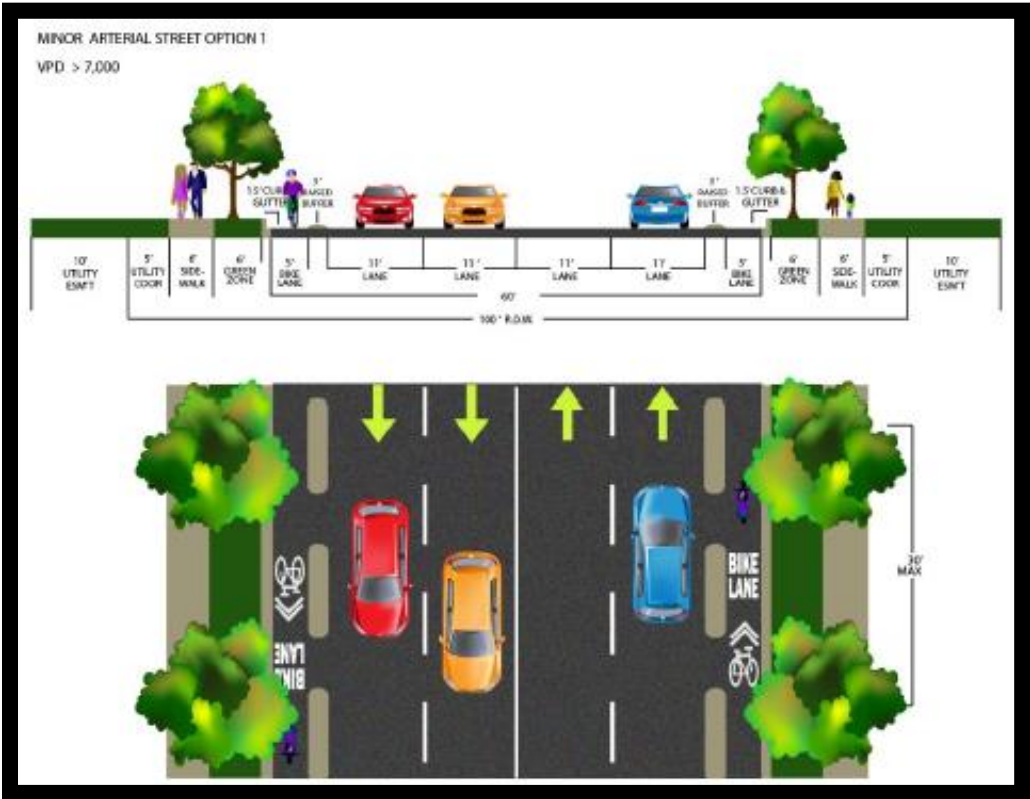 MINOR ARTERIAL STREET OPTION 1
VPD > 7,000
1.5' CURB
GUTTER
3'
RAISED
BUFFER
3'
RAISED
BUFFER
1.5' CURB &
GUTTER
10'
UTILITY
ESM'T
5'
UTILITY
COOR
6'
SIDE-
WALK
6'
GREEN
ZONE
5'
BIKE
LANE
11'
LANE
11'
LANE
11'
LANE
11'
LANE
5'
BIKE
LANE
6'
GREEN
ZONE
6'
SIDE-
WALK
5'
UTILITY
COOR
10'
UTILITY
ESM'T
60'
100' R.O.W.
BIKE
LANE
30'
MAX
BIKE
LANE